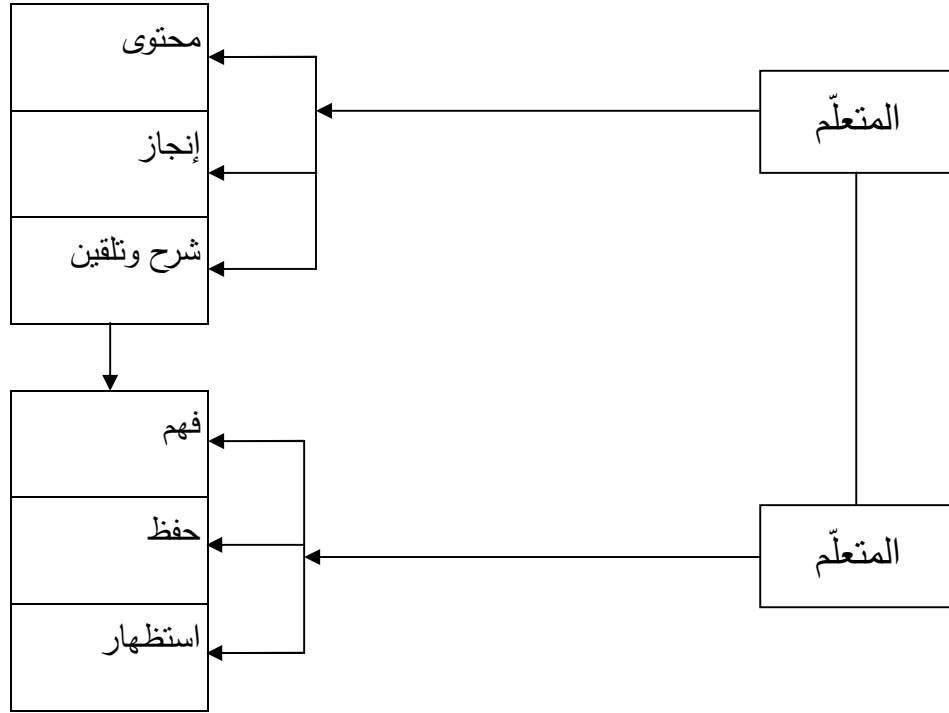 المتعلّم
محتوى
إنجاز
شرح وتلقين
المتعلّم
فهم
حفظ
استظهار